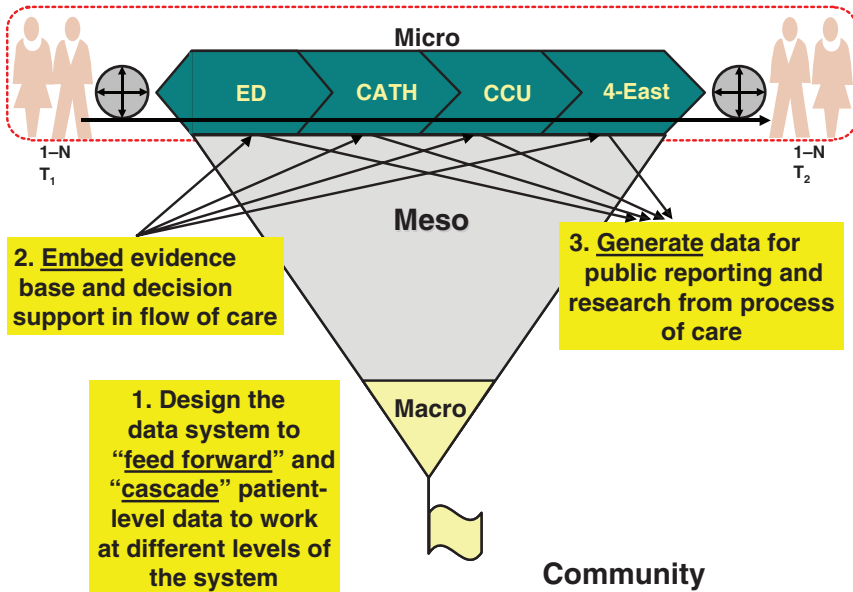 Micro
ED
CATH
CCU
4-East
1–N
T1
1–N
T2
Meso
2. Embed evidence
base and decision
support in flow of care
3. Generate data for
public reporting and
research from process
of care
Macro
1. Design the
data system to
“feed forward” and
“cascade” patient-
level data to work
at different levels of
the system
Community